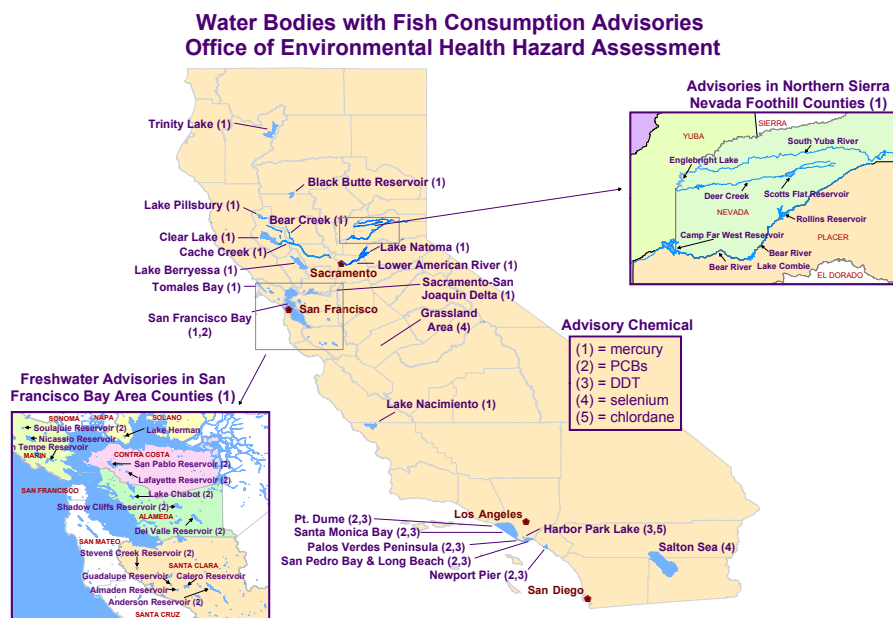 Water Bodies with Fish Consumption Advisories
Office of Environmental Health Hazard Assessment
Advisories in Northern Sierra
Nevada Foothill Counties (1)
SIERRA
YUBA
South Yuba River
Englebright Lake
Deer Creek
Scotts Flat Reservoir
NEVADA
Rollins Reservoir
Camp Far West Reservoir
PLACER
Bear River
Bear River
Lake Combie
EL DORADO
Trinity Lake (1)
Black Butte Reservoir (1)
Lake Pillsbury (1)
Bear Creek (1)
Clear Lake (1)
Cache Creek (1)
Lake Natoma (1)
Lake Berryessa (1)
Sacramento
Lower American River (1)
Tomales Bay (1)
Sacramento-San
Joaquin Delta (1)
San Francisco Bay
(1,2)
San Francisco
Grassland
Area (4)
Advisory Chemical
(1) = mercury
(2) = PCBs
(3) = DDT
(4) = selenium
(5) = chlordane
Lake Nacimiento (1)
Freshwater Advisories in San
Francisco Bay Area Counties (1)
SONOMA
NAPA
SOLANO
Soulajule Reservoir (2)
Lake Herman
Nicassio Reservoir
n Tempe Reservoir
MARIN
CONTRA COSTA
San Pablo Reservoir (2)
Lafayette Reservoir (2)
SAN FRANCISCO
Lake Chabot (2)
Shadow Cliffs Reservoir (2)
ALAMEDA
Del Valle Reservoir (2)
SAN MATEO
Stevens Creek Reservoir (2)
SANTA CLARA
Guadalupe Reservoir
Calero Reservoir
Almaden Reservoir
Anderson Reservoir (2)
SANTA CRUZ
Los Angeles
Pt. Dume (2,3)
Santa Monica Bay (2,3)
Harbor Park Lake (3,5)
Palos Verdes Peninsula (2,3)
San Pedro Bay & Long Beach (2,3)
Newport Pier (2,3)
Salton Sea (4)
San Diego